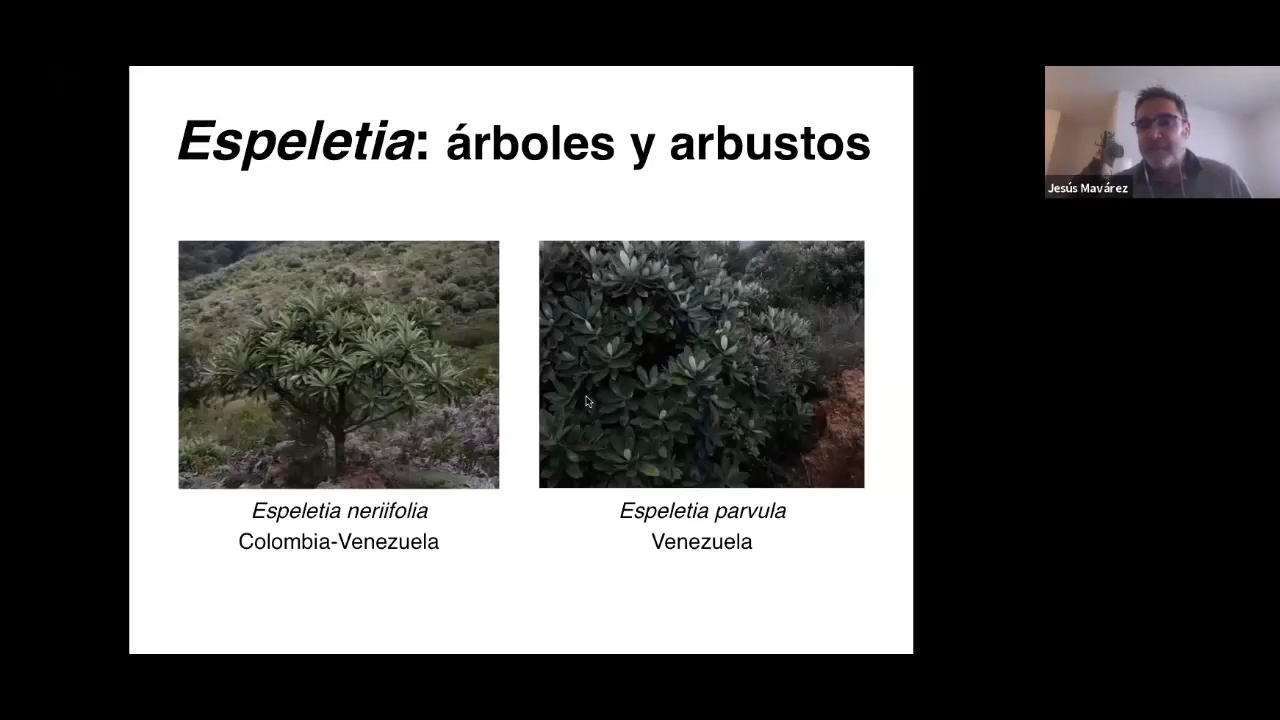 Espeletia: árboles y arbustos
Jesús Mavárez
Espeletia neriifolia
Colombia-Venezuela
Espeletia parvula
Venezuela